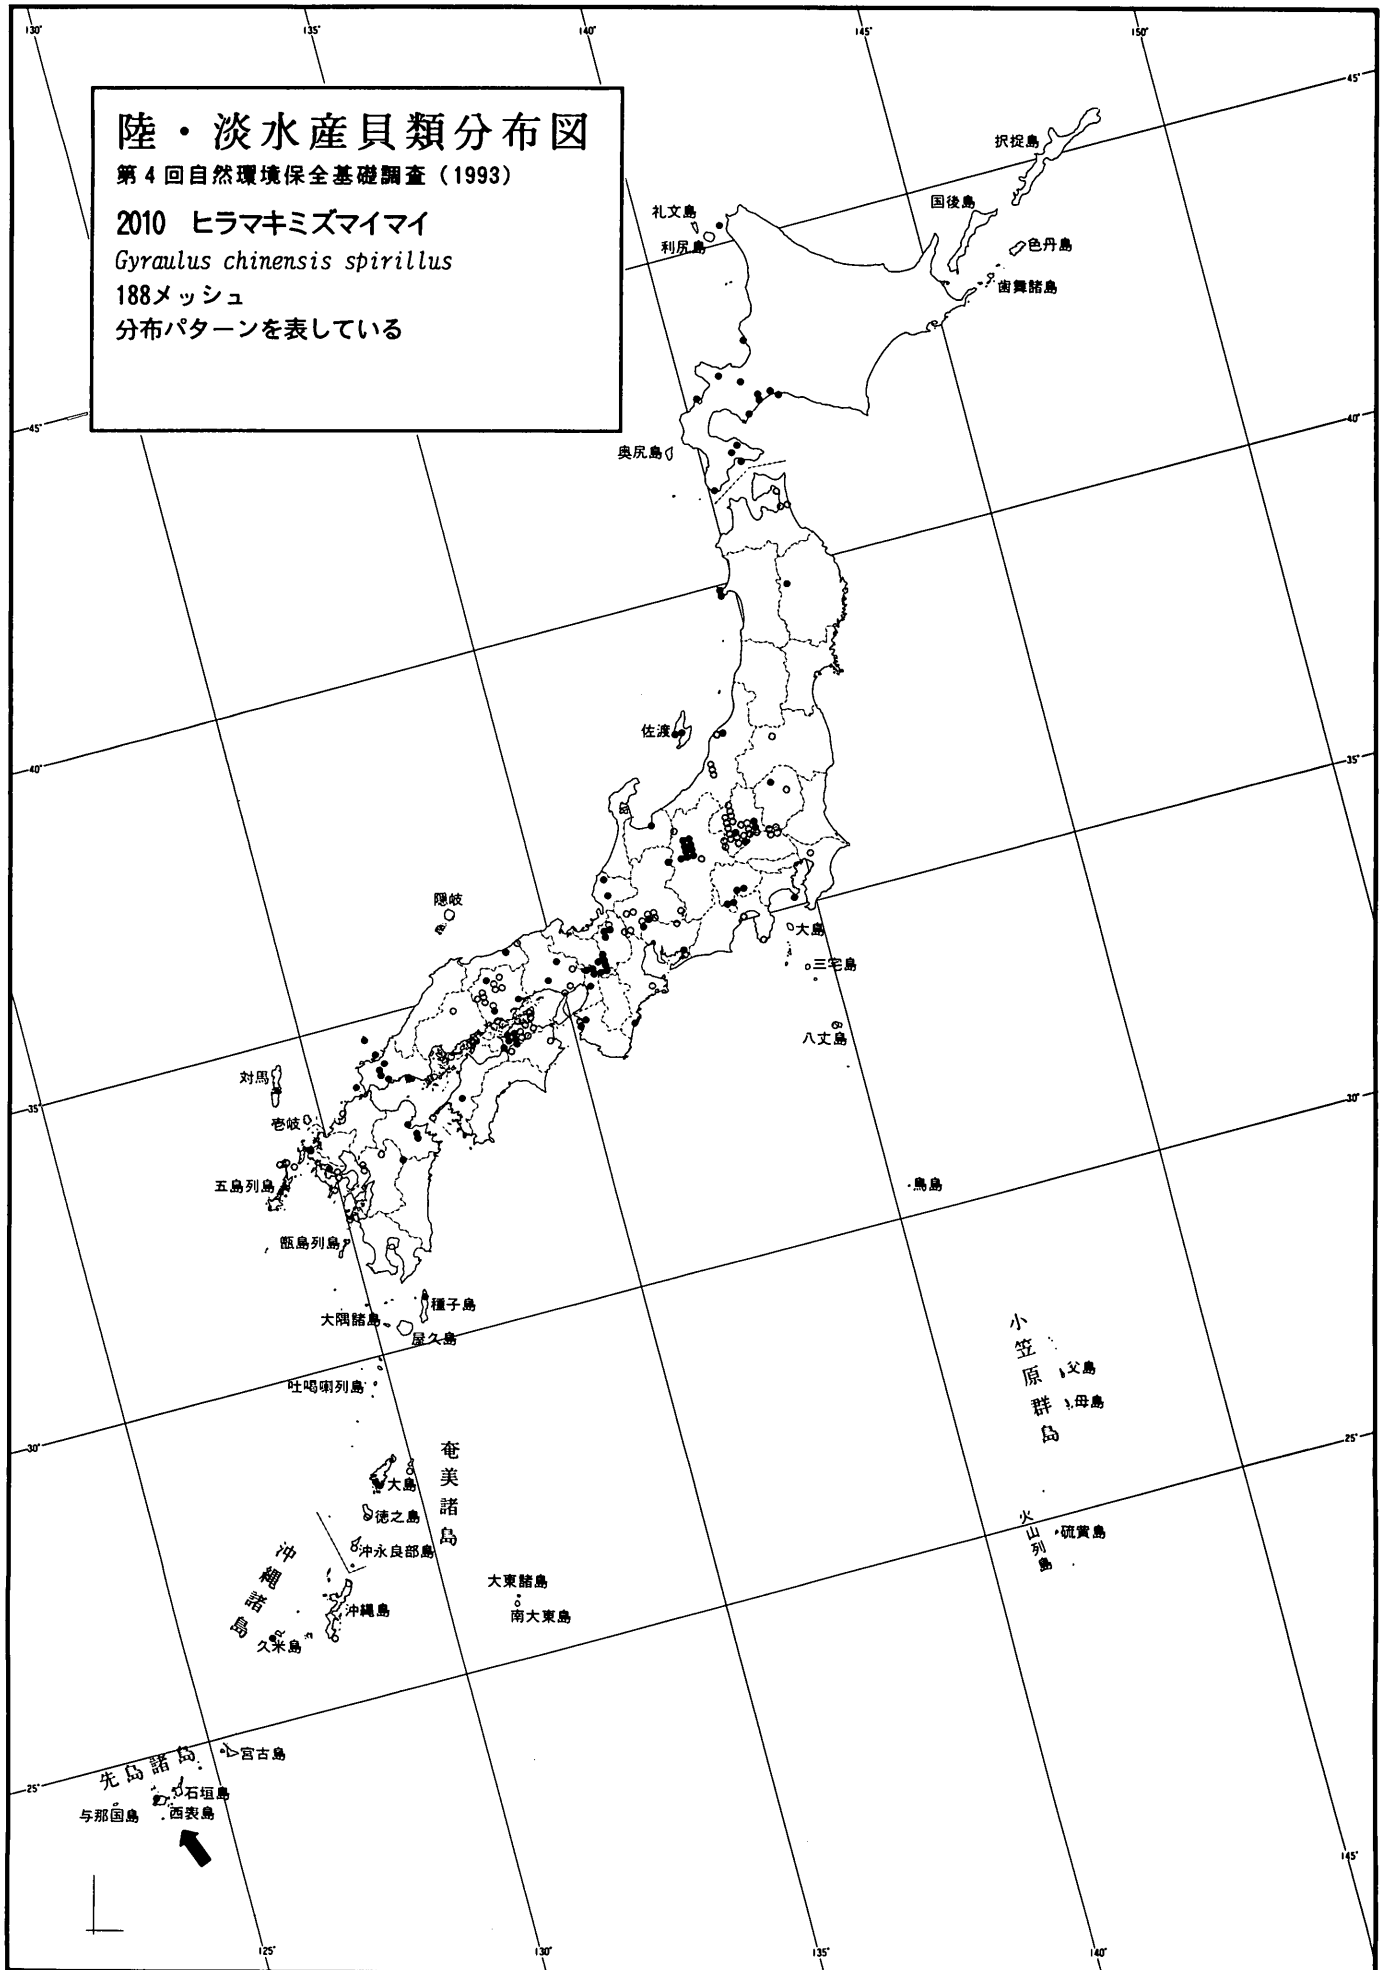 130°
135°
140°
145°
150°
陸・淡水産貝類分布図
第4回自然環境保全基礎調査（1993）
2010 ヒラマキミズマイマイ
Gyraulus chinensis spirillus
188メッシュ
分布パターンを表している
45°
択捉島
国後島
礼文島
利尻島
色丹島
歯舞諸島
45°
40°
奥尻島
佐渡
40°
35°
隠岐
大島
三宅島
八丈島
対馬
35°
壱岐
30°
五島列島
鳥島
甑島列島
種子島
大隅諸島
屋久島
小笠原群島
父島
吐喝喇列島
母島
30°
25°
奄美諸島
大島
徳之島
火山列島
硫黄島
沖永良部島
沖縄諸島
大東諸島
沖縄島
南大東島
久米島
先島諸島
宮古島
25°
石垣島
与那国島
西表島
145°
125°
130°
135°
140°